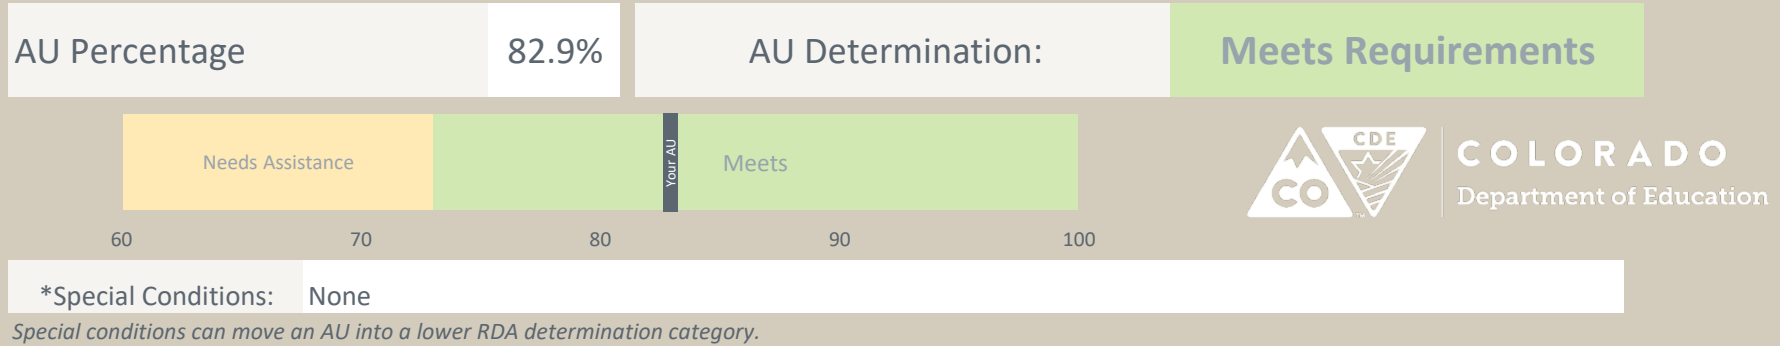 AU Percentage 82.9% AU Determination: Meets Requirements
Needs Assistance Your AU Meets
CDE
CO
COLORADO
Department of Education
60 70 80 90 100
*Special Conditions: None
Special conditions can move an AU into a lower RDA determination category.